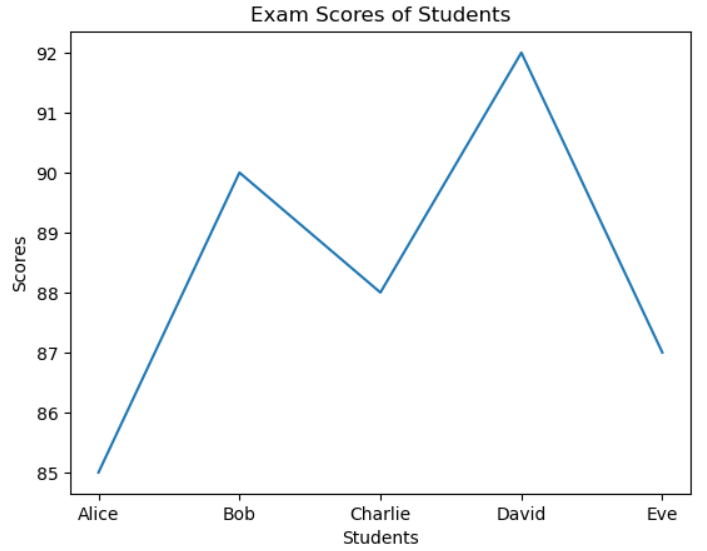 Exam Scores of Students
92
91
90
89
88
87
86
85
Scores
Alice Bob Charlie David Eve
Students